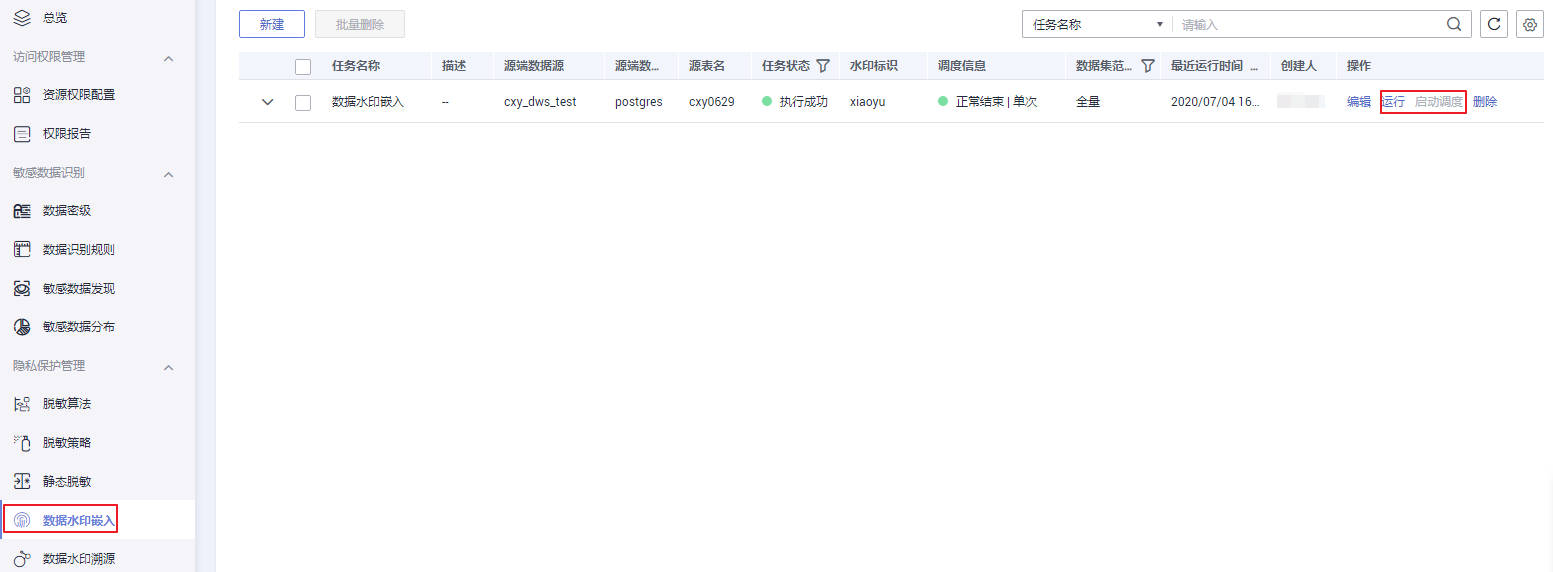 总览
访问权限管理
资源权限配置
权限报告
敏感数据识别
数据密级
数据识别规则
敏感数据发现
敏感数据分布
隐私保护管理
脱敏算法
脱敏策略
静态脱敏
数据水印嵌入
数据水印溯源
新建 批量删除 任务名称 请输入
任务名称 描述 源端数据源 源端数... 源表名 任务状态 水印标识 调度信息 数据集范... 最近运行时间 ... 创建人 操作
数据水印嵌入 -- cxy_dws_test postgres cxy0629 执行成功 xiaoyu 正常结束 | 单次 全量 2020/07/04 16... 编辑 运行 启动调度 删除